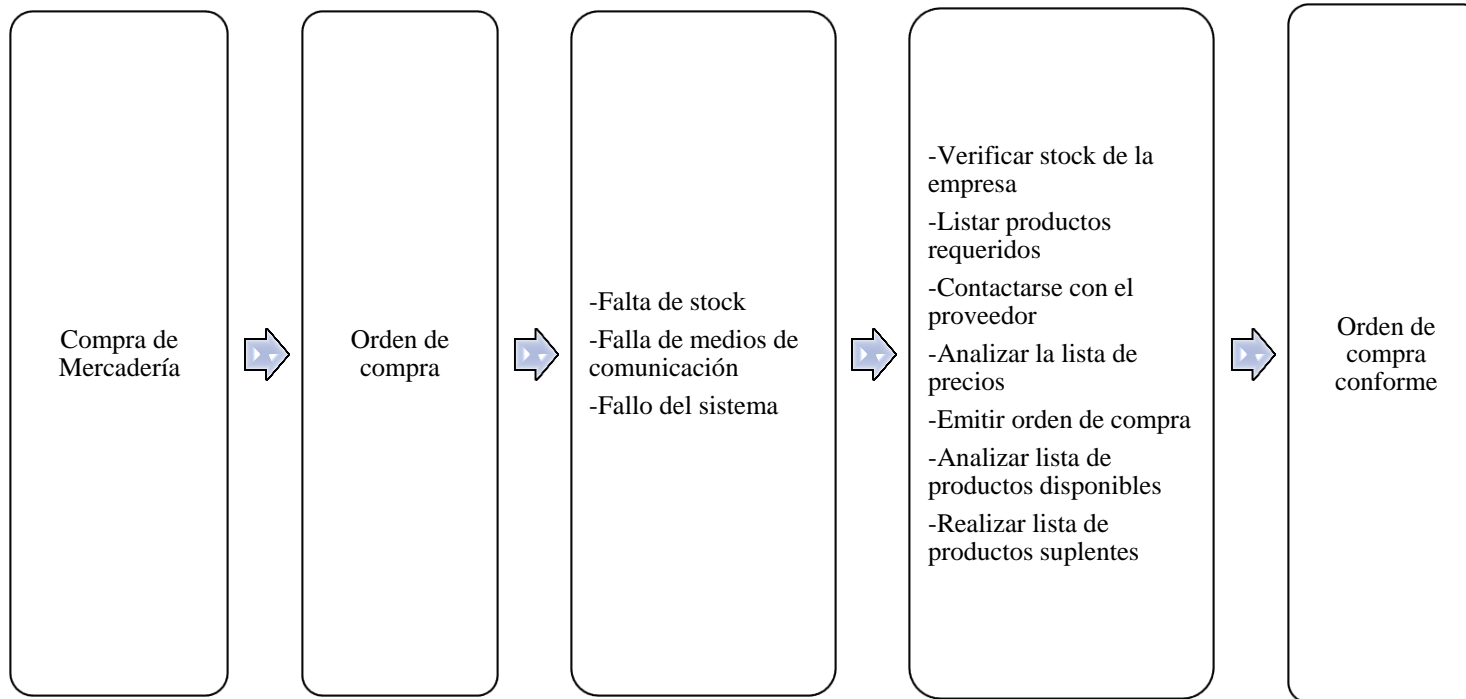 Compra de
Mercadería
Orden de
compra
-Falta de stock
-Falla de medios de
comunicación
-Fallo del sistema
-Verificar stock de la
empresa
-Listar productos
requeridos
-Contactarse con el
proveedor
-Analizar la lista de
precios
-Emitir orden de compra
-Analizar lista de
productos disponibles
-Realizar lista de
productos suplentes
Orden de
compra
conforme